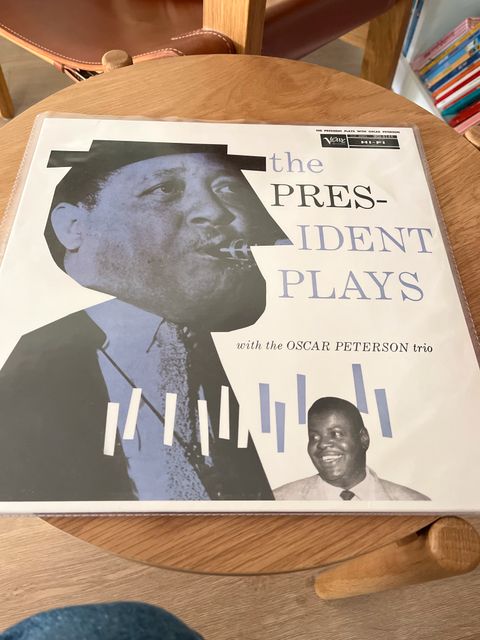 THE PRESIDENT PLAYS WITH OSCAR PETERSON
Verve
HI-FI
the
PRES-
IDENT
PLAYS
with the OSCAR PETERSON trio